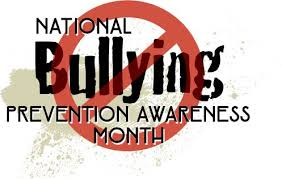 NATIONAL
Bullying
PREVENTION AWARENESS
MONTH